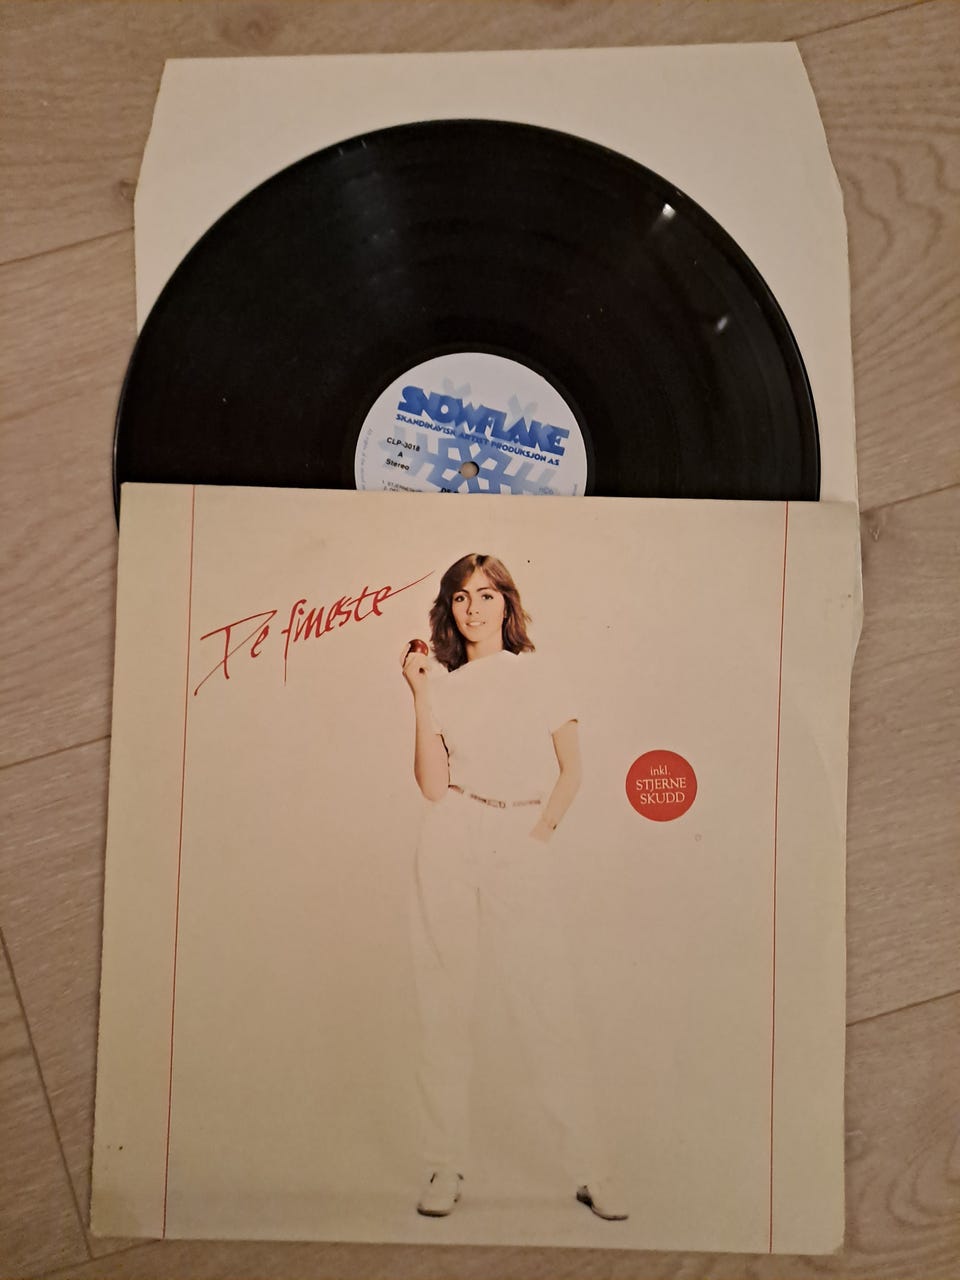 SNOWFLAKE
SKANDINAVISK ARTIST PRODUKSJON AS
CLP-3018
A
Stereo
De fineste
inkl.
STJERNE
SKUDD